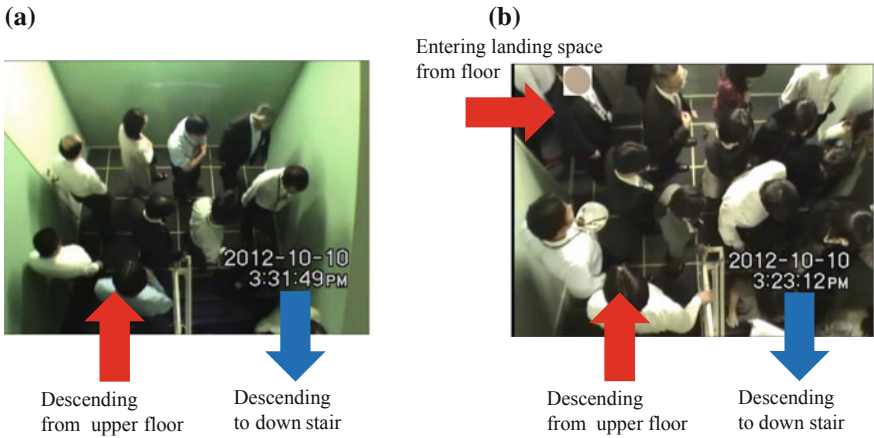 (a)
2012-10-10
3:31:49PM
Descending
from upper floor
Descending
to down stair
(b)
Entering landing space
from floor
2012-10-10
3:23:12PM
Descending
from upper floor
Descending
to down stair